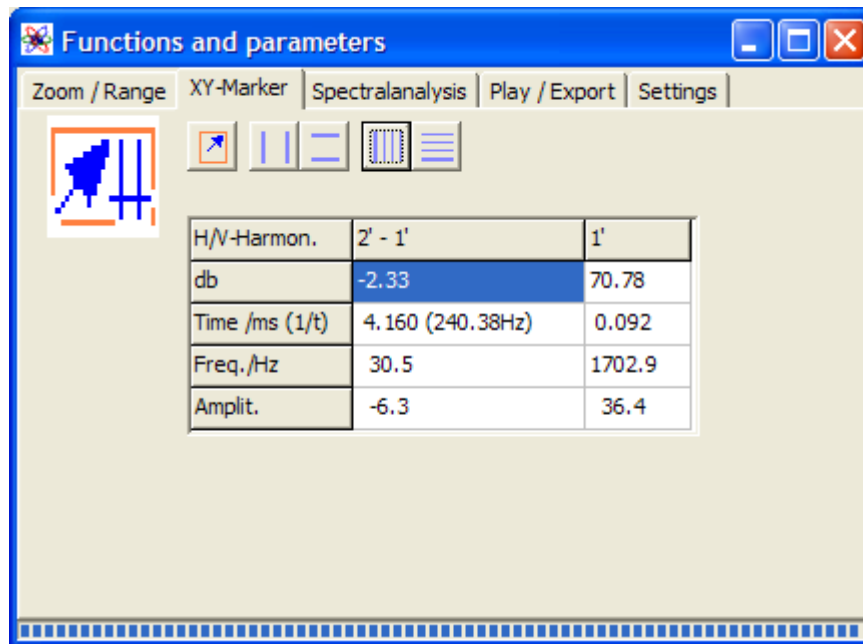 Functions and parameters
Zoom / Range XY-Marker Spectralanalysis Play / Export Settings
H/V-Harmon. 2' - 1' 1'
db -2.33 70.78
Time /ms (1/t) 4.160 (240.38Hz) 0.092
Freq./Hz 30.5 1702.9
Amplit. -6.3 36.4